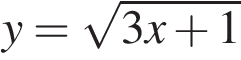 y = √(3x + 1)